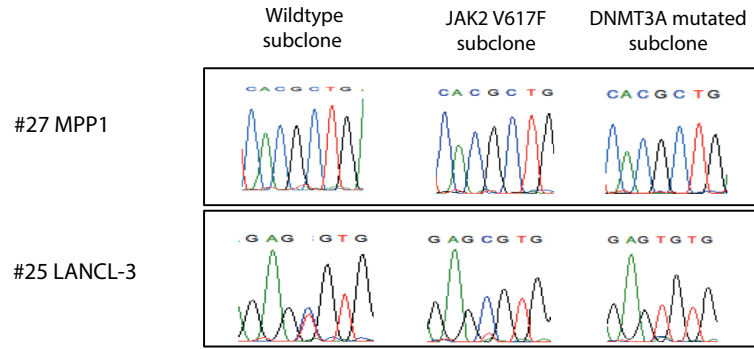 Wildtype subclone
JAK2 V617F subclone
DNMT3A mutated subclone
#27 MPP1
CACGCTG
CACGCTG
CACGCTG
#25 LANCL-3
GAG GTG
GAGCGTG
GAGTGTG